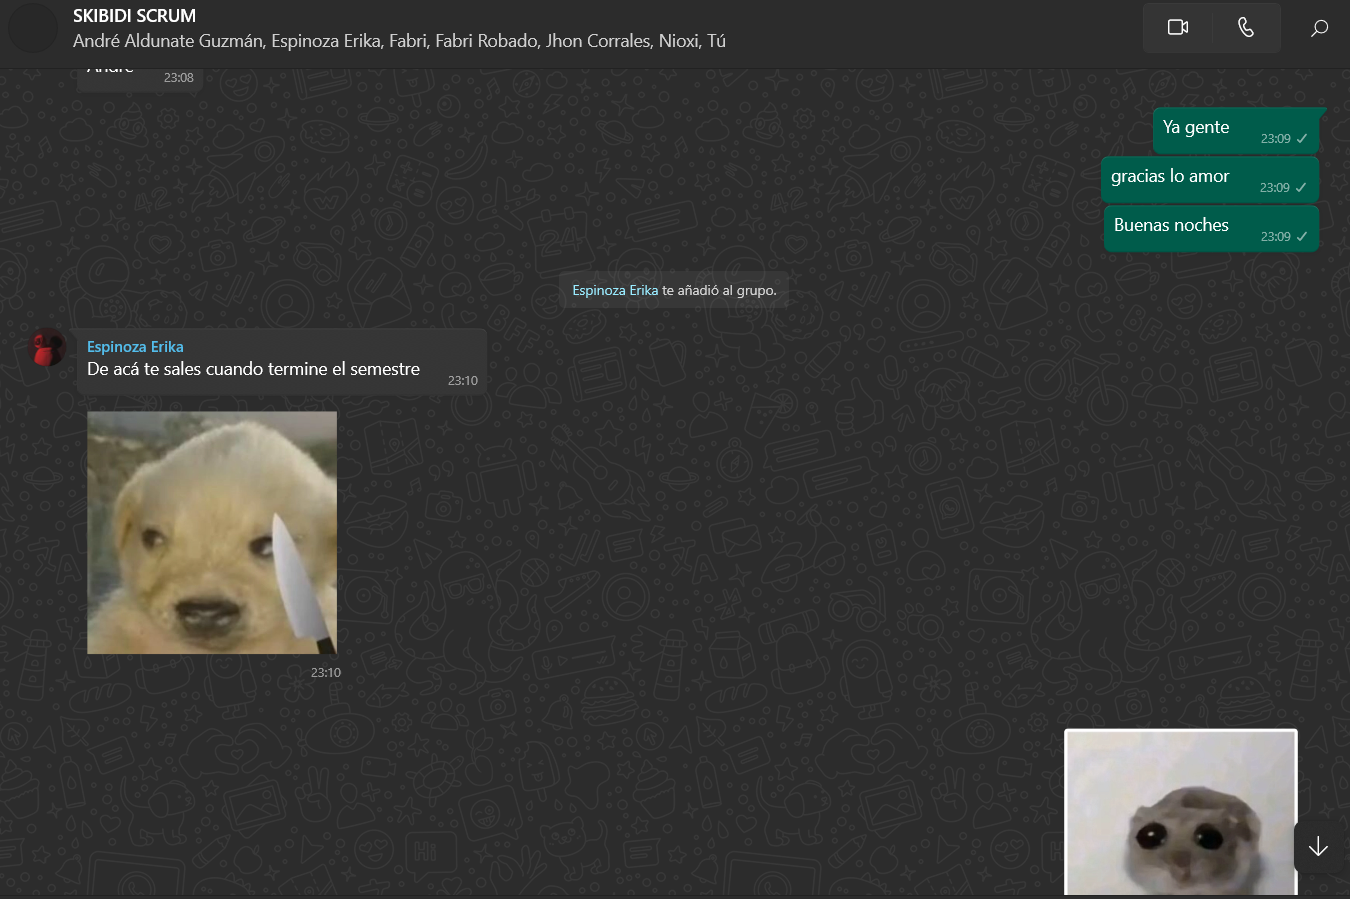 SKIBIDI SCRUM
André Aldunate Guzmán, Espinoza Erika, Fabri, Fabri Robado, Jhon Corrales, Nioxi, Tú
André
23:08
Ya gente
23:09
gracias lo amor
23:09
Buenas noches
23:09
Espinoza Erika te añadió al grupo.
Espinoza Erika
De acá te sales cuando termine el semestre
23:10
23:10